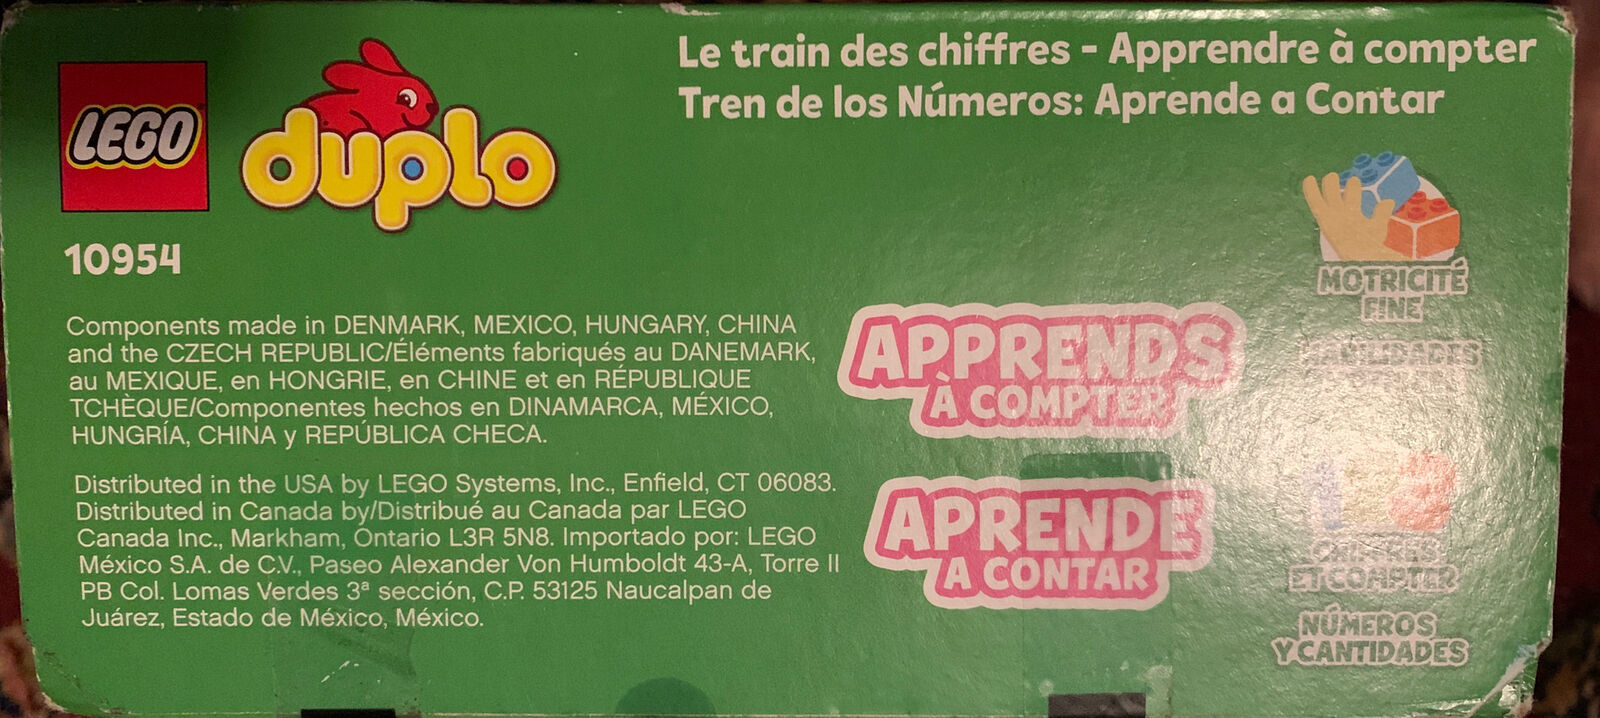 LEGO
duplo
10954
Le train des chiffres - Apprendre à compter
Tren de los Números: Aprende a Contar
Components made in DENMARK, MEXICO, HUNGARY, CHINA
and the CZECH REPUBLIC/Éléments fabriqués au DANEMARK,
au MEXIQUE, en HONGRIE, en CHINE et en RÉPUBLIQUE
TCHÈQUE/Componentes hechos en DINAMARCA, MÉXICO,
HUNGRÍA, CHINA y REPÚBLICA CHECA.
Distributed in the USA by LEGO Systems, Inc., Enfield, CT 06083.
Distributed in Canada by/Distribué au Canada par LEGO
Canada Inc., Markham, Ontario L3R 5N8. Importado por: LEGO
México S.A. de C.V., Paseo Alexander Von Humboldt 43-A, Torre II
PB Col. Lomas Verdes 3ª sección, C.P. 53125 Naucalpan de
Juárez, Estado de México, México.
APPRENDS
À COMPTER
APRENDE
A CONTAR
MOTRICITÉ
FINE
HABILIDADES
CHIFFRES
ET COMPTER
NÚMEROS
Y CANTIDADES